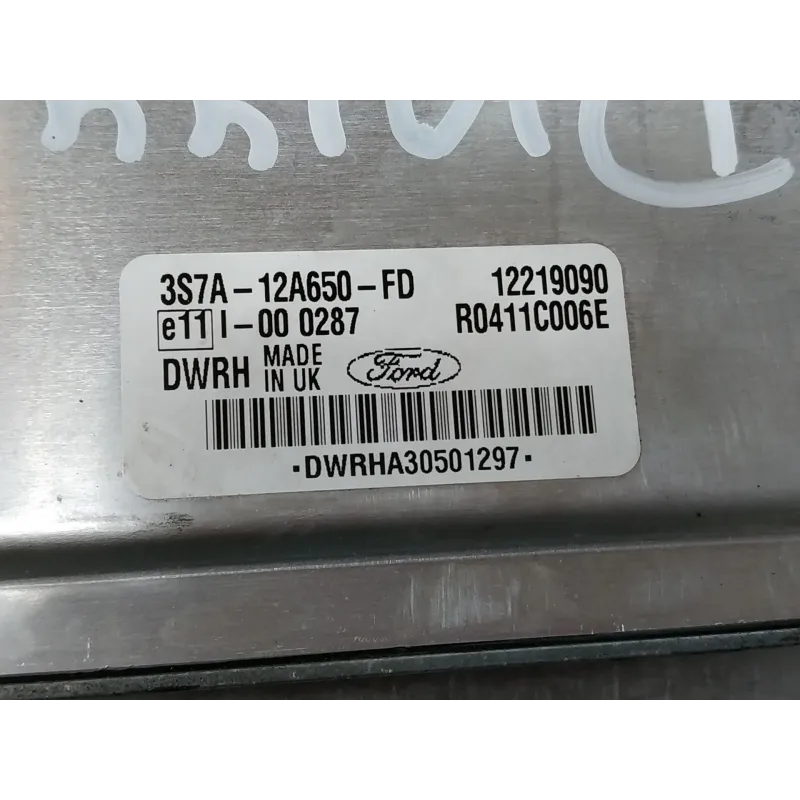 3S7A-12A650-FD 12219090
e11 I-00 0287 R0411C006E
DWRH MADE IN UK Ford
·DWRHA30501297·